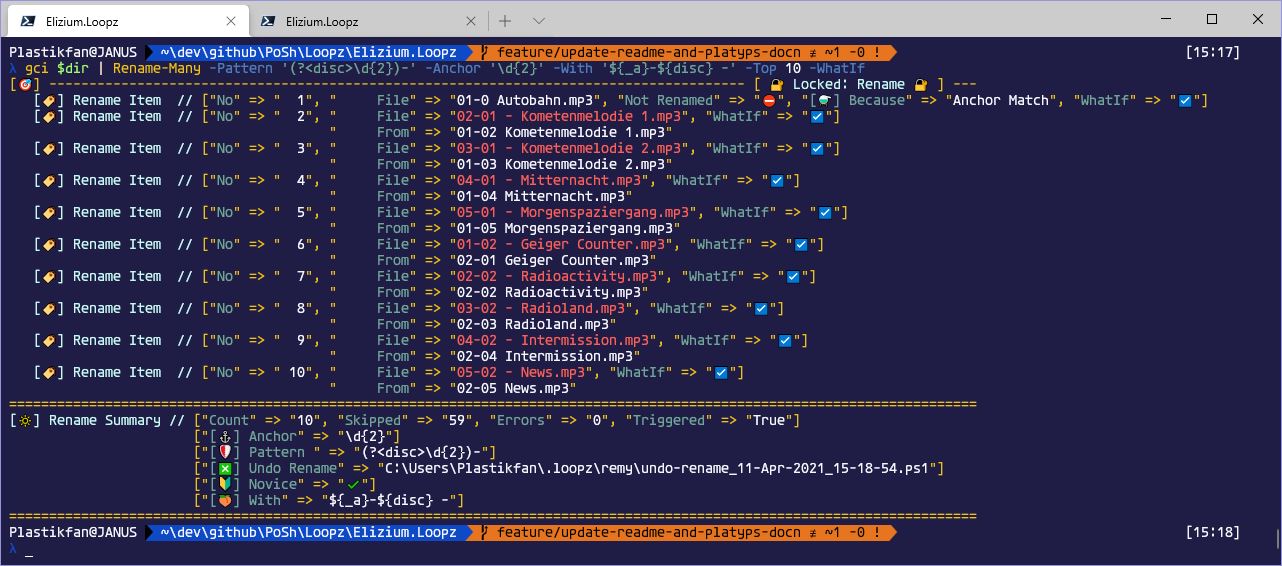 Elizium.Loopz
Elizium.Loopz
Plastikfan@JANUS ~\dev\github\PoSh\Loopz\Elizium.Loopz feature/update-readme-and-platyps-docn ≢ ~1 -0 ! [15:17]
λ gci $dir | Rename-Many -Pattern '(?<disc>\d{2})-' -Anchor '\d{2}' -With '${_a}-${disc} -' -Top 10 -WhatIf
[🎯] ------------------------------------------------------------------------------------ [ 🔐 Locked: Rename 🔐 ] ---
[🏷️] Rename Item // ["No" => "  1", "     File" => "01-0 Autobahn.mp3", "Not Renamed" => "⛔", "[🍧] Because" => "Anchor Match", "WhatIf" => "☑️"]
[🏷️] Rename Item // ["No" => "  2", "     File" => "02-01 - Kometenmelodie 1.mp3", "WhatIf" => "☑️"]
"     From" => "01-02 Kometenmelodie 1.mp3"
[🏷️] Rename Item // ["No" => "  3", "     File" => "03-01 - Kometenmelodie 2.mp3", "WhatIf" => "☑️"]
"     From" => "01-03 Kometenmelodie 2.mp3"
[🏷️] Rename Item // ["No" => "  4", "     File" => "04-01 - Mitternacht.mp3", "WhatIf" => "☑️"]
"     From" => "01-04 Mitternacht.mp3"
[🏷️] Rename Item // ["No" => "  5", "     File" => "05-01 - Morgenspaziergang.mp3", "WhatIf" => "☑️"]
"     From" => "01-05 Morgenspaziergang.mp3"
[🏷️] Rename Item // ["No" => "  6", "     File" => "01-02 - Geiger Counter.mp3", "WhatIf" => "☑️"]
"     From" => "02-01 Geiger Counter.mp3"
[🏷️] Rename Item // ["No" => "  7", "     File" => "02-02 - Radioactivity.mp3", "WhatIf" => "☑️"]
"     From" => "02-02 Radioactivity.mp3"
[🏷️] Rename Item // ["No" => "  8", "     File" => "03-02 - Radioland.mp3", "WhatIf" => "☑️"]
"     From" => "02-03 Radioland.mp3"
[🏷️] Rename Item // ["No" => "  9", "     File" => "04-02 - Intermission.mp3", "WhatIf" => "☑️"]
"     From" => "02-04 Intermission.mp3"
[🏷️] Rename Item // ["No" => " 10", "     File" => "05-02 - News.mp3", "WhatIf" => "☑️"]
"     From" => "02-05 News.mp3"
=========================================================================================================================
[🔆] Rename Summary // ["Count" => "10", "Skipped" => "59", "Errors" => "0", "Triggered" => "True"]
["[⚓] Anchor" => "\d{2}"]
["[🛡️] Pattern " => "(?<disc>\d{2})-"]
["[❎] Undo Rename" => "C:\Users\Plastikfan\.loopz\remy\undo-rename_11-Apr-2021_15-18-54.ps1"]
["[🔰] Novice" => "✔️"]
["[🍑] With" => "${_a}-${disc} -"]
=========================================================================================================================
Plastikfan@JANUS ~\dev\github\PoSh\Loopz\Elizium.Loopz feature/update-readme-and-platyps-docn ≢ ~1 -0 ! [15:18]
λ _